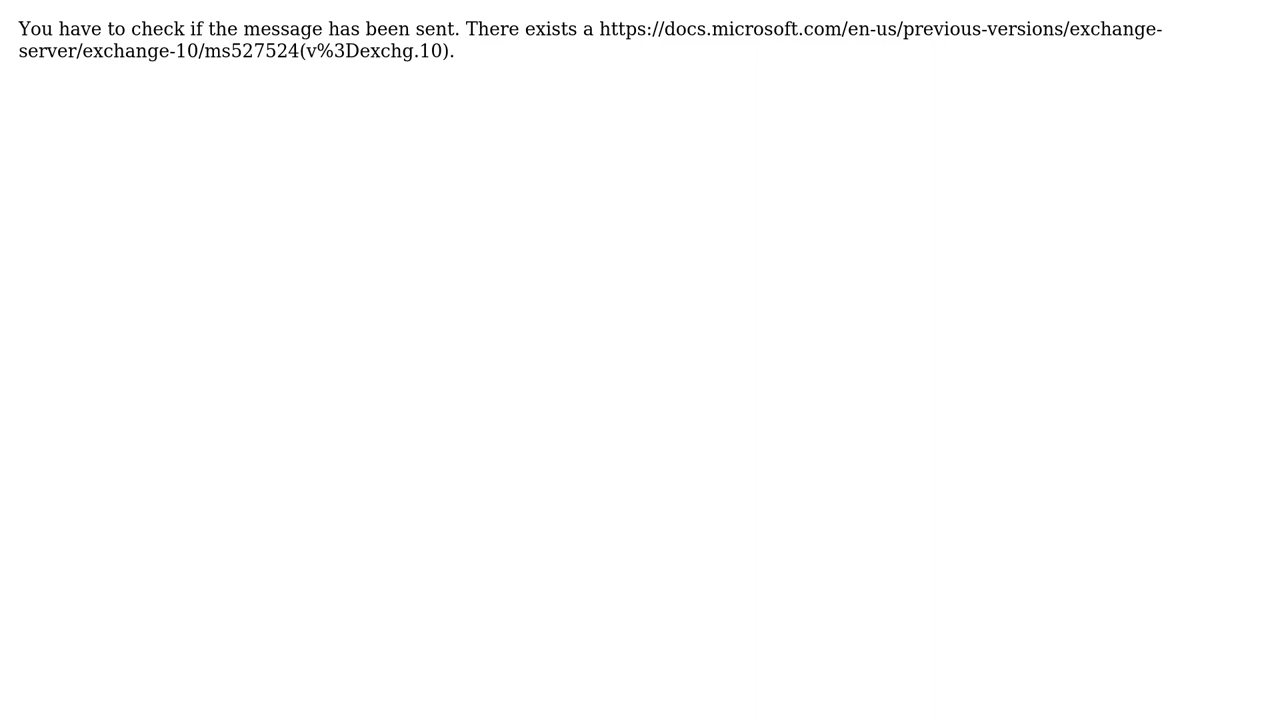 You have to check if the message has been sent. There exists a https://docs.microsoft.com/en-us/previous-versions/exchange-
server/exchange-10/ms527524(v%3Dexchg.10).